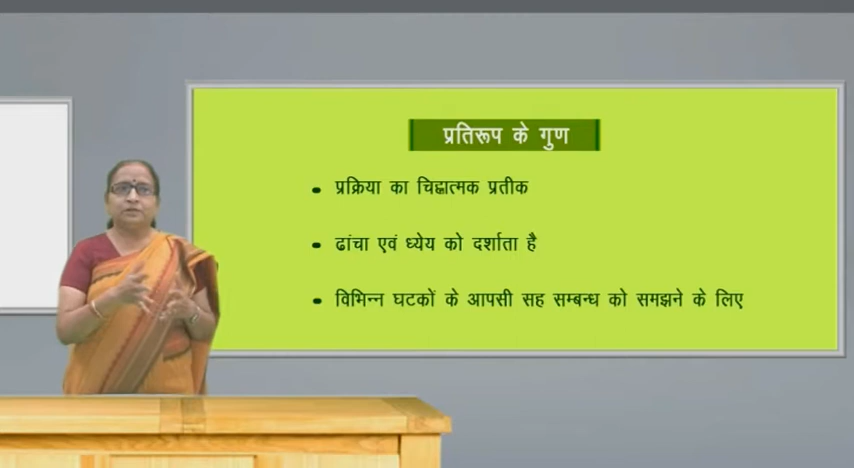 प्रतिरूप के गुण
प्रक्रिया का चिह्नात्मक प्रतीक
ढांचा एवं ध्येय को दर्शाता है
विभिन्न घटकों के आपसी सह सम्बन्ध को समझने के लिए